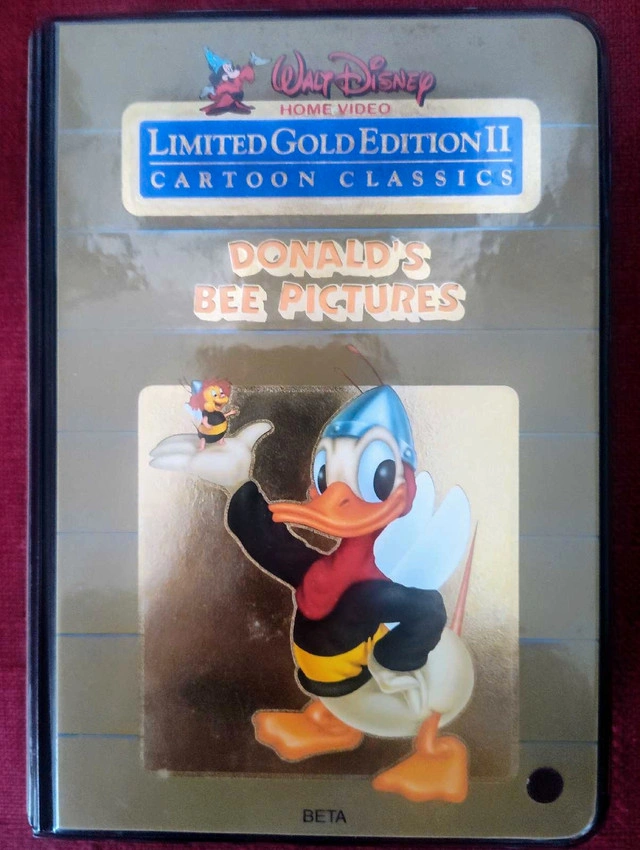 WALT DISNEY
HOME VIDEO
LIMITED GOLD EDITION II
CARTOON CLASSICS
DONALD'S
BEE PICTURES
BETA